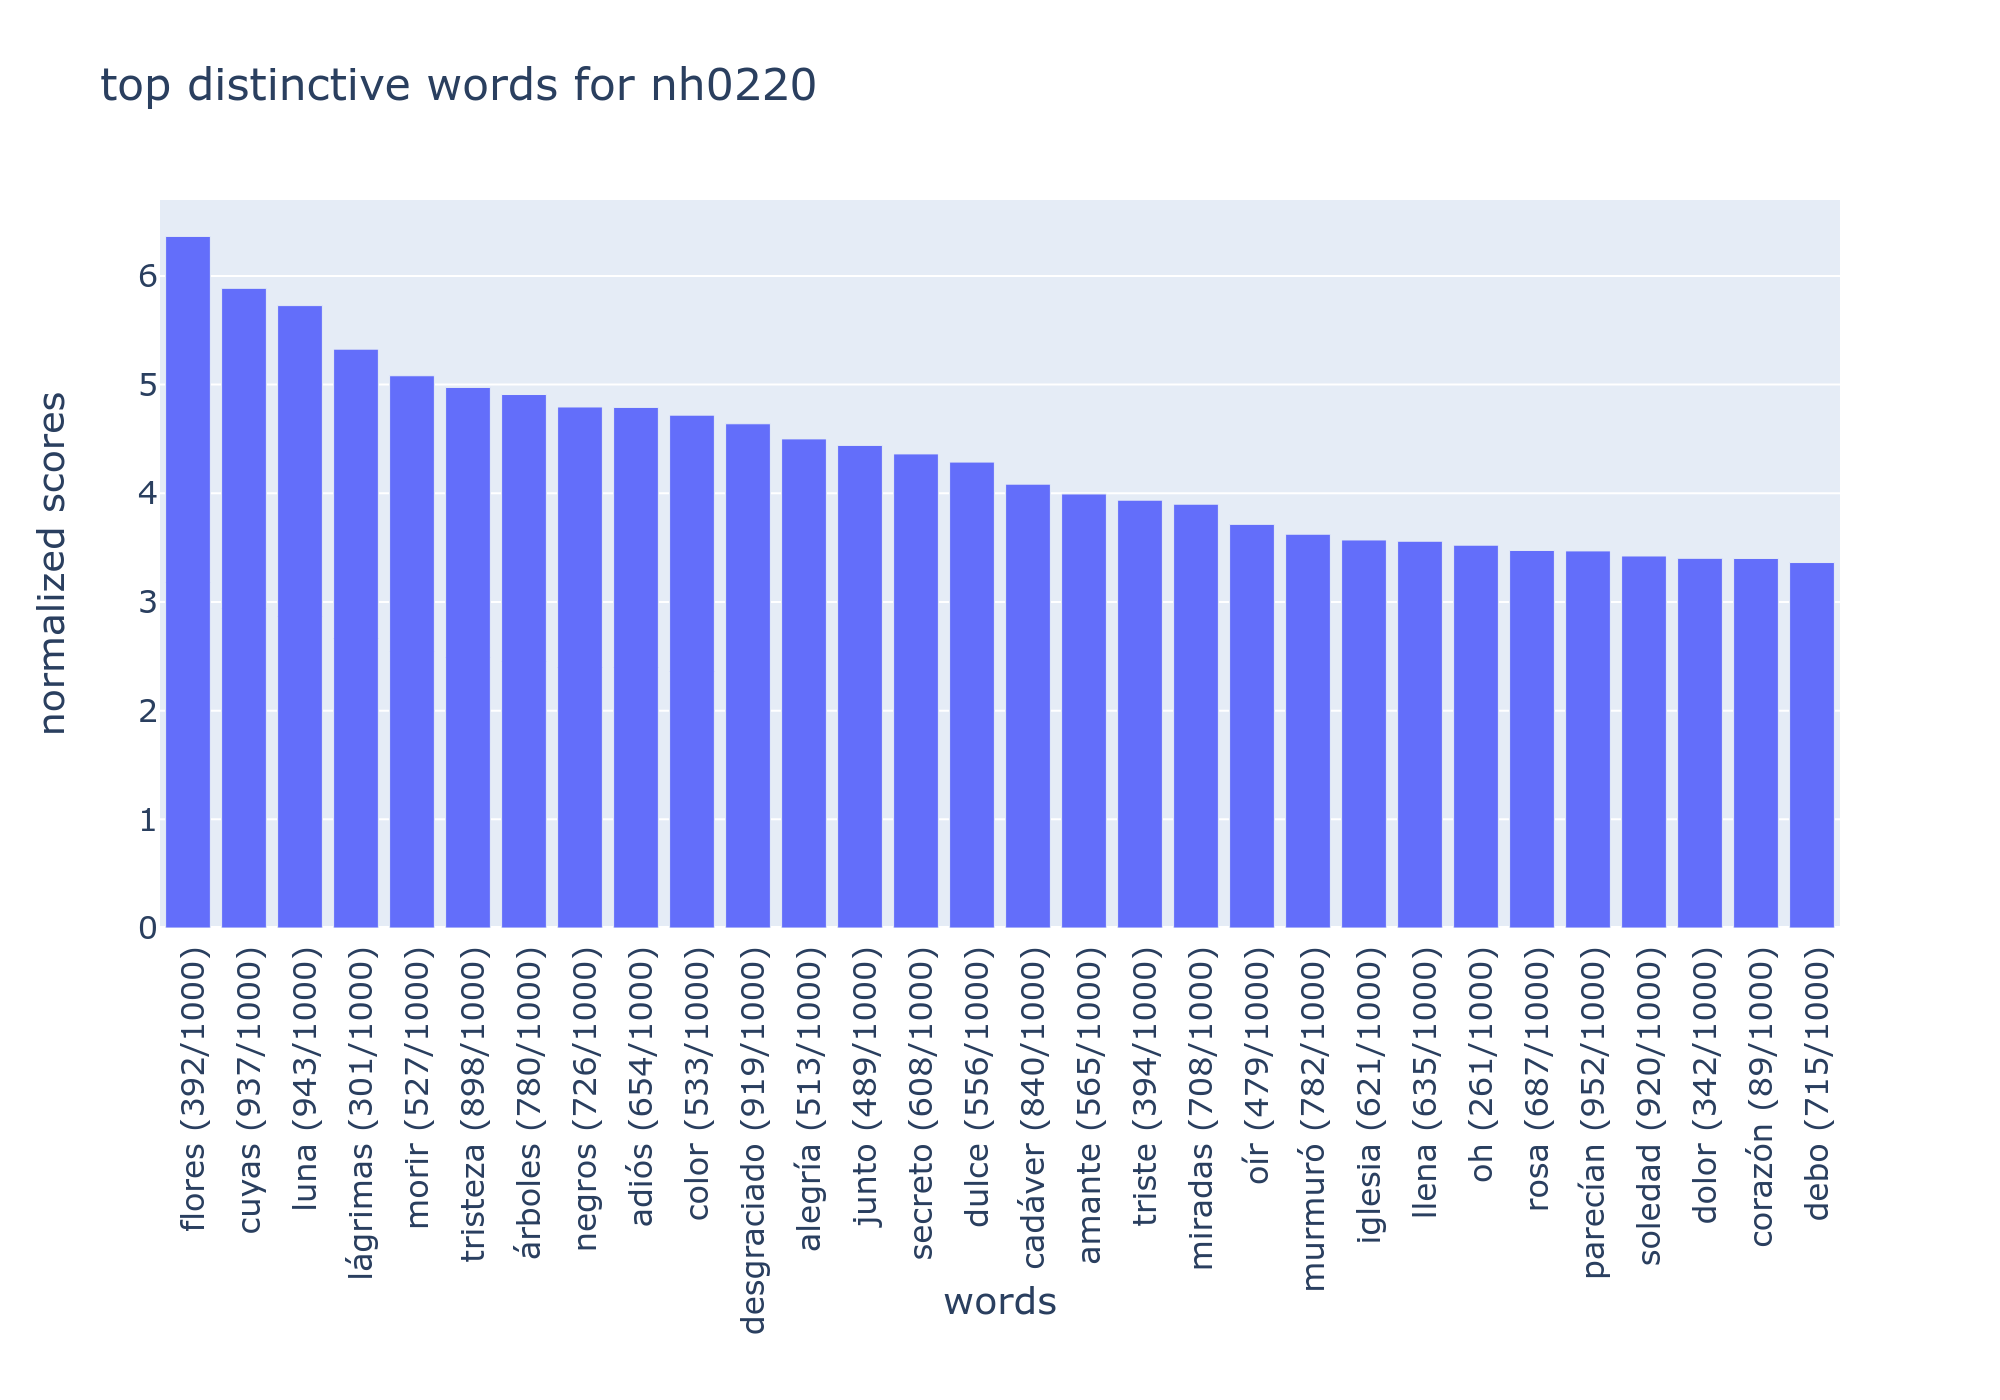 top distinctive words for nh0220
normalized scores
6
5
4
3
2
1
0
flores (392/1000)
cuyas (937/1000)
luna (943/1000)
lágrimas (301/1000)
morir (527/1000)
tristeza (898/1000)
árboles (780/1000)
negros (726/1000)
adiós (654/1000)
color (533/1000)
desgraciado (919/1000)
alegría (513/1000)
junto (489/1000)
secreto (608/1000)
dulce (556/1000)
cadáver (840/1000)
amante (565/1000)
triste (394/1000)
miradas (708/1000)
oír (479/1000)
murmuró (782/1000)
iglesia (621/1000)
llena (635/1000)
oh (261/1000)
rosa (687/1000)
parecían (952/1000)
soledad (920/1000)
dolor (342/1000)
corazón (89/1000)
debo (715/1000)
words